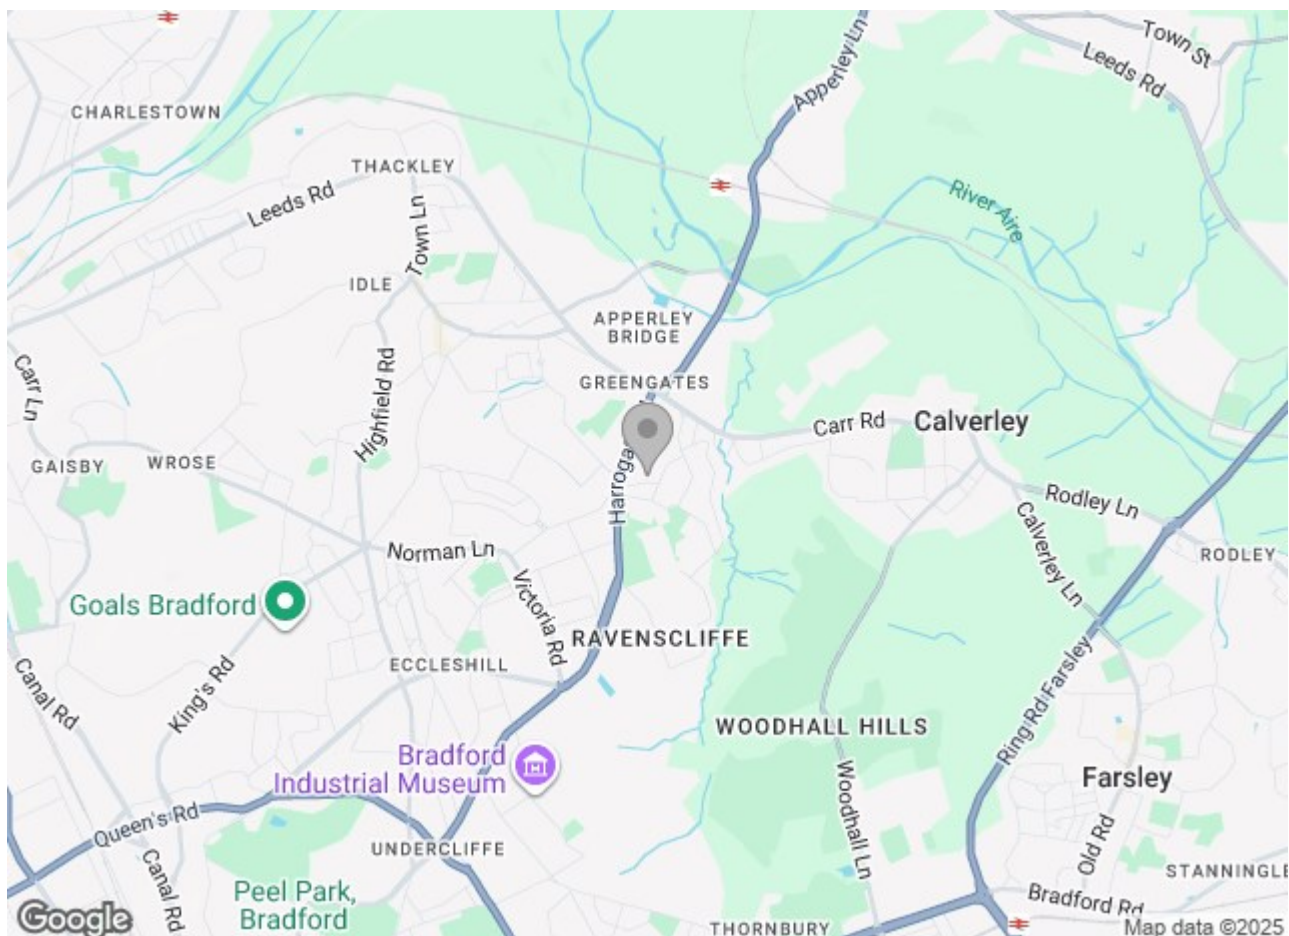 Town St
Leeds Rd
Apperley Ln
CHARLESTOWN
THACKLEY
Leeds Rd
Town Ln
River Aire
IDLE
APPERLEY
BRIDGE
GREENGATES
Carr Ln
Highfield Rd
Carr Rd
Calverley
GAISBY
WROSE
Harroga
Rodley Ln
Calverley Ln
RODLEY
Norman Ln
Victoria Rd
Goals Bradford
RAVENSCLIFFE
ECCLESHILL
Canal Rd
King's Rd
WOODHALL HILLS
Ring Rd Farsley
Bradford
Industrial Museum
Farsley
Woodhall Ln
Queen's Rd
UNDERCLIFFE
Old Rd
Canal Rd
STANNINGLE
Peel Park,
Bradford
Bradford Rd
THORNBURY
Google
Map data ©2025